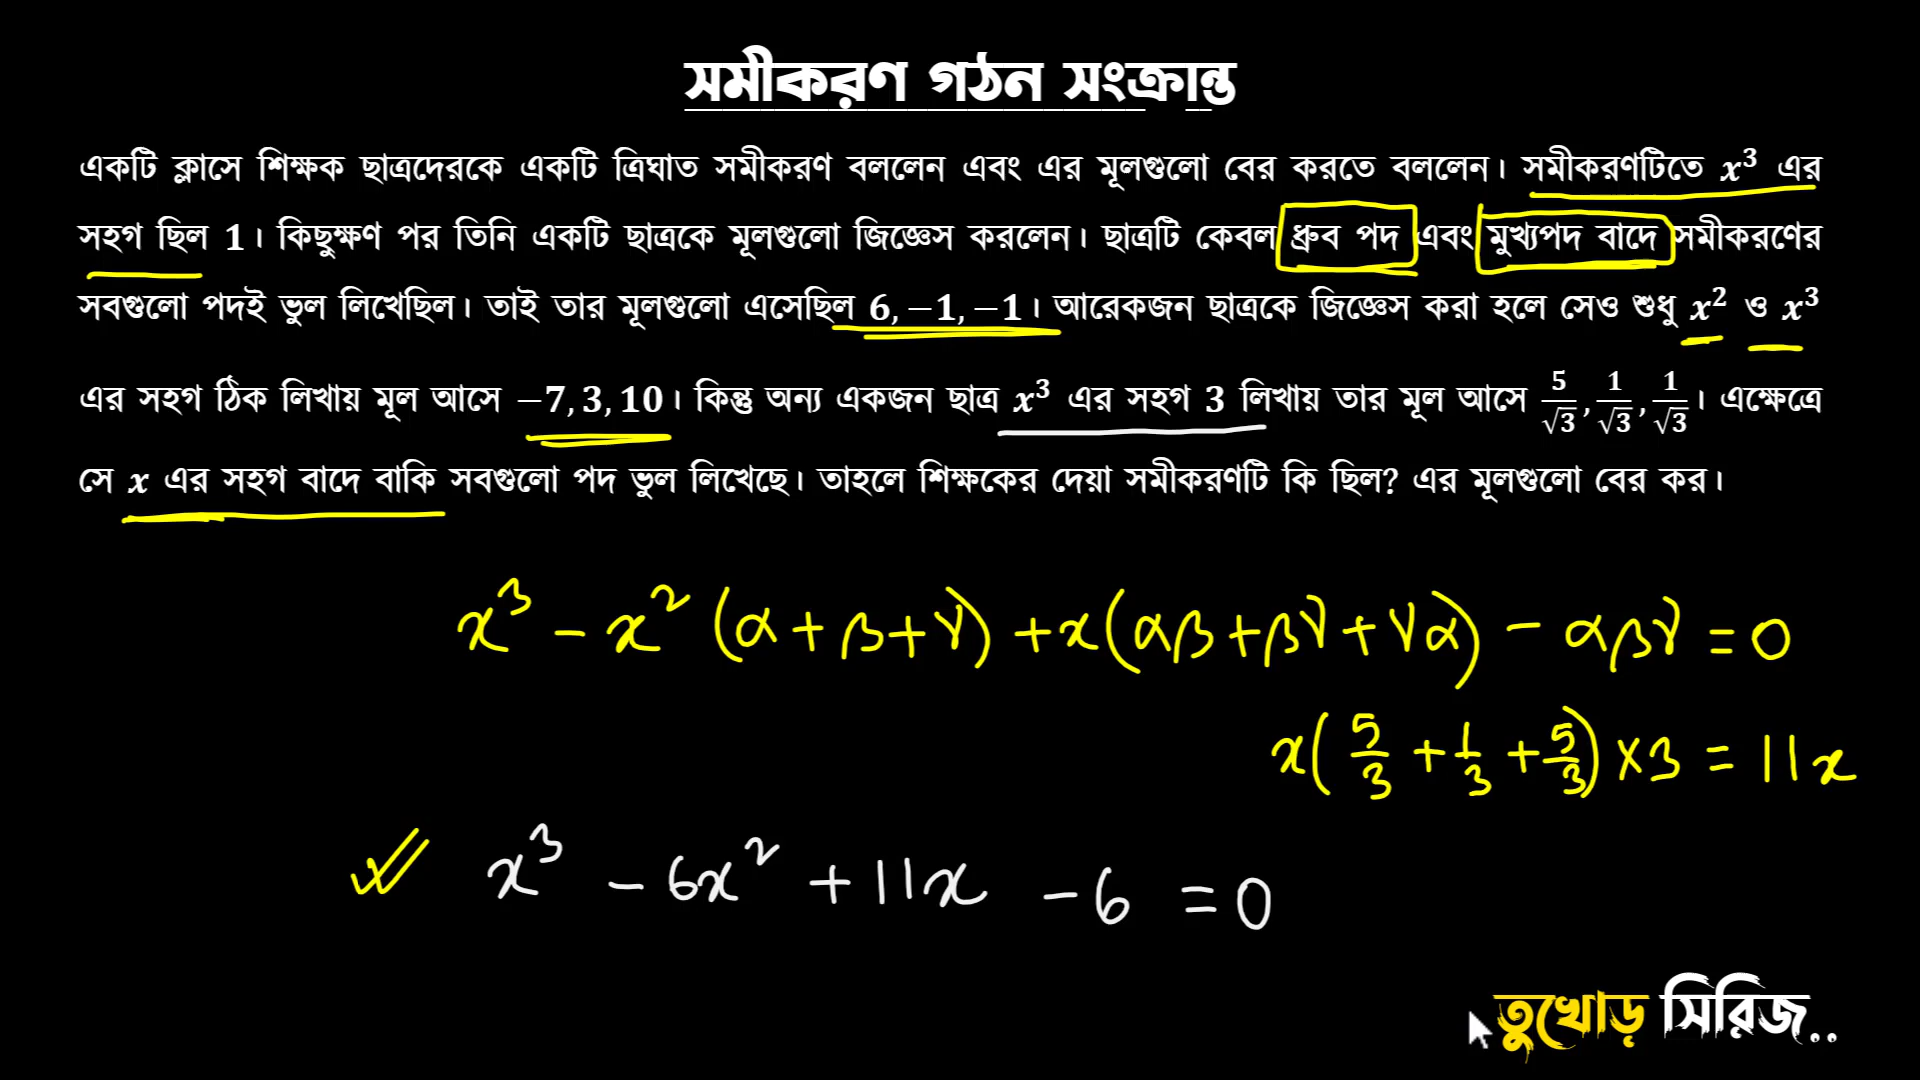 সমীকরণ গঠন সংক্রান্ত
একটি ক্লাসে শিক্ষক ছাত্রদেরকে একটি ত্রিঘাত সমীকরণ বললেন এবং এর মূলগুলো বের করতে বললেন। সমীকরণটিতে x³ এর
সহগ ছিল 1। কিছুক্ষণ পর তিনি একটি ছাত্রকে মূলগুলো জিজ্ঞেস করলেন। ছাত্রটি কেবল ধ্রুব পদ এবং মুখ্যপদ বাদে সমীকরণের
সবগুলো পদই ভুল লিখেছিল। তাই তার মূলগুলো এসেছিল 6, −1, −1। আরেকজন ছাত্রকে জিজ্ঞেস করা হলে সেও শুধু x² ও x³
এর সহগ ঠিক লিখায় মূল আসে −7, 3, 10। কিন্তু অন্য একজন ছাত্র x³ এর সহগ 3 লিখায় তার মূল আসে 5/√3, 1/√3, 1/√3। এক্ষেত্রে
সে x এর সহগ বাদে বাকি সবগুলো পদ ভুল লিখেছে। তাহলে শিক্ষকের দেয়া সমীকরণটি কি ছিল? এর মূলগুলো বের কর।
x³ − x² (α + β + γ) + x(αβ + βγ + γα) − αβγ = 0
x(5/3 + 1/3 + 5/3) × 3 = 11x
x³ − 6x² + 11x − 6 = 0
তুখোড় সিরিজ..